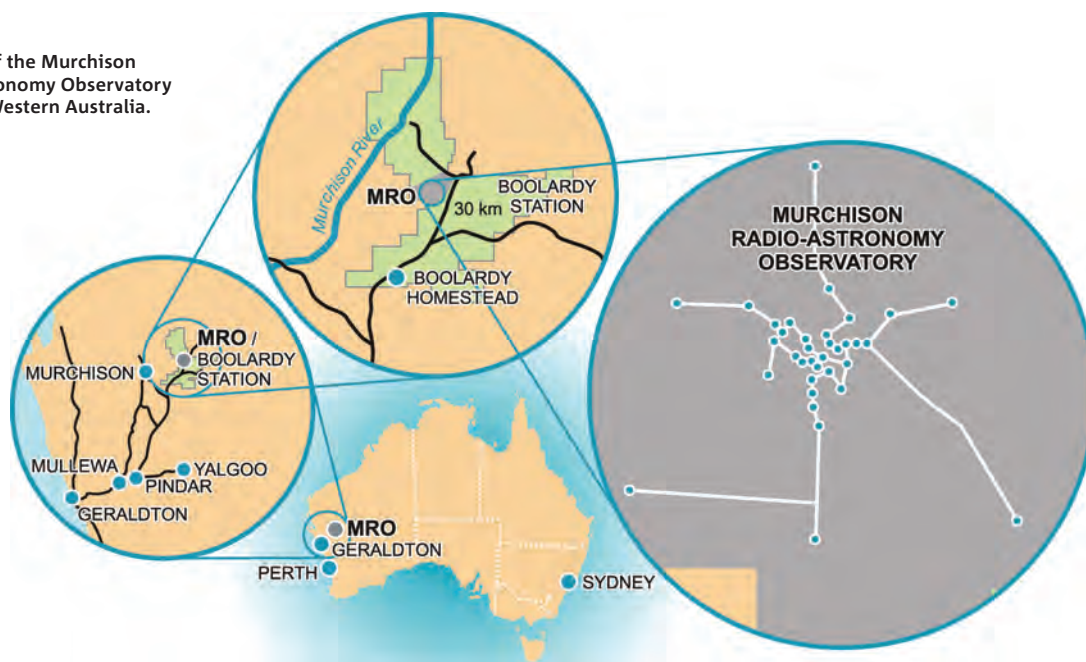 the Murchison
onomy Observatory
Western Australia.
Murchison River
MRO
30 km
BOOLARDY
STATION
BOOLARDY
HOMESTEAD
MURCHISON
RADIO-ASTRONOMY
OBSERVATORY
MRO /
BOOLARDY
STATION
MURCHISON
MULLEWA
YALGOO
PINDAR
GERALDTON
MRO
GERALDTON
PERTH
SYDNEY